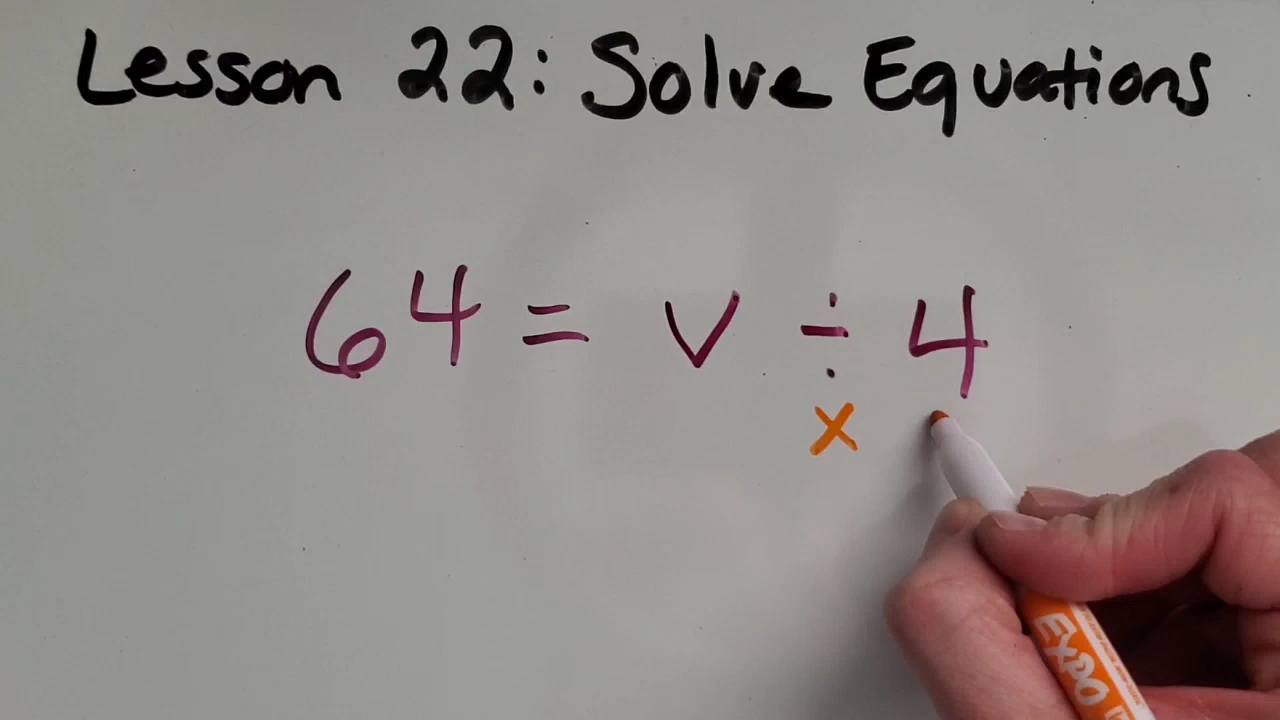 Lesson 22: Solve Equations
64 = v ÷ 4
x
EXPO